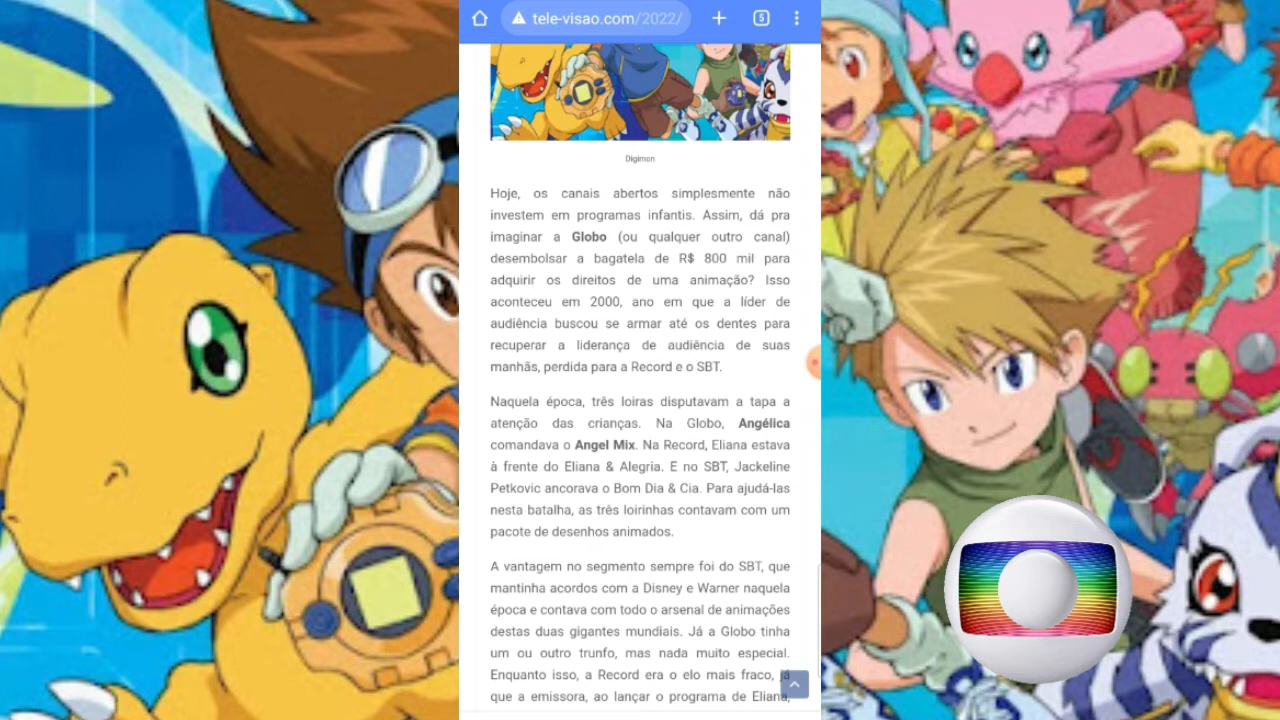 tele-visao.com/2022/
5
Digimon
Hoje, os canais abertos simplesmente não
investem em programas infantis. Assim, dá pra
imaginar a Globo (ou qualquer outro canal)
desembolsar a bagatela de R$ 800 mil para
adquirir os direitos de uma animação? Isso
aconteceu em 2000, ano em que a líder de
audiência buscou se armar até os dentes para
recuperar a liderança de audiência de suas
manhãs, perdida para a Record e o SBT.
Naquela época, três loiras disputavam a tapa a
atenção das crianças. Na Globo, Angélica
comandava o Angel Mix. Na Record, Eliana estava
à frente do Eliana & Alegria. E no SBT, Jackeline
Petkovic ancorava o Bom Dia & Cia. Para ajudá-las
nesta batalha, as três loirinhas contavam com um
pacote de desenhos animados.
A vantagem no segmento sempre foi do SBT, que
mantinha acordos com a Disney e Warner naquela
época e contava com todo o arsenal de animações
destas duas gigantes mundiais. Já a Globo tinha
um ou outro trunfo, mas nada muito especial.
Enquanto isso, a Record era o elo mais fraco, já
que a emissora, ao lançar o programa de Eliana,